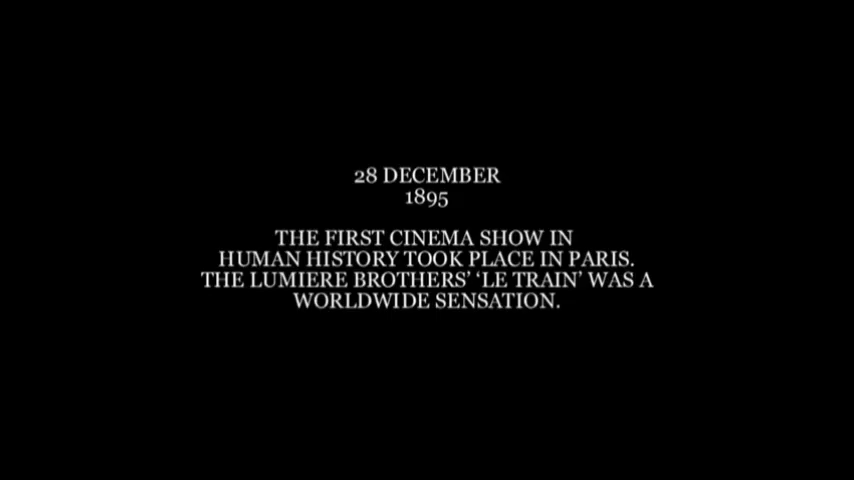 28 DECEMBER
1895
THE FIRST CINEMA SHOW IN
HUMAN HISTORY TOOK PLACE IN PARIS.
THE LUMIERE BROTHERS’ ‘LE TRAIN’ WAS A
WORLDWIDE SENSATION.